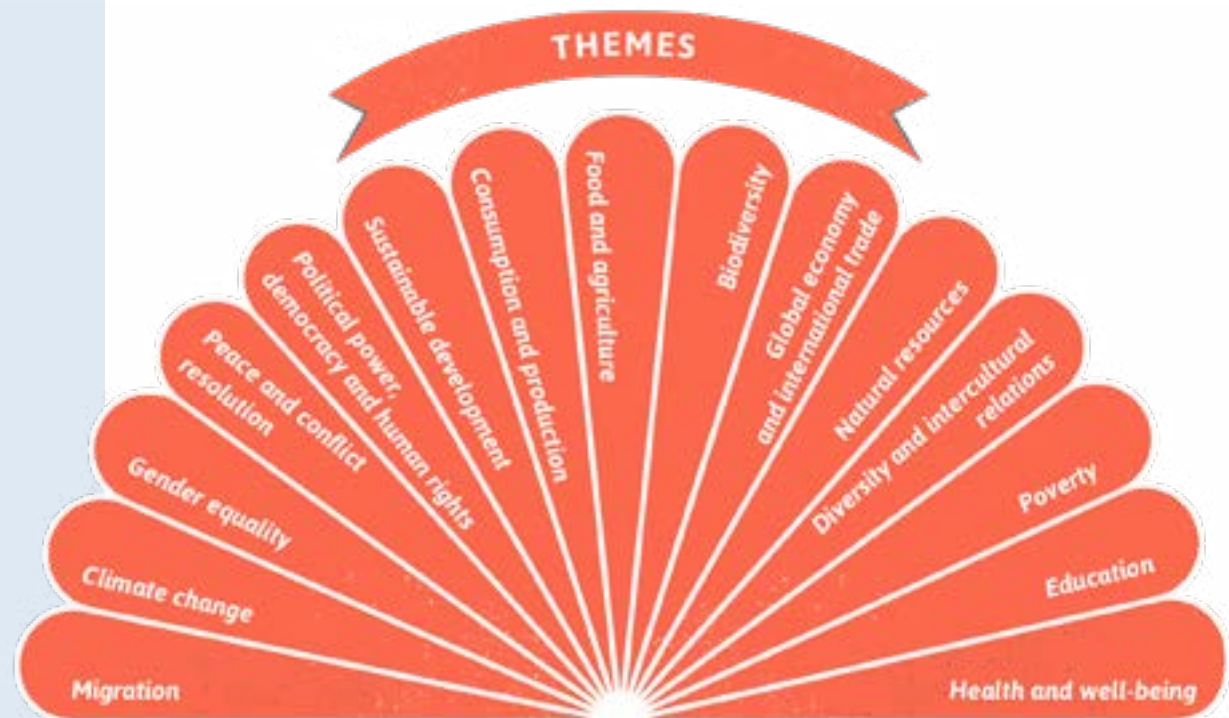 THEMES
Migration
Climate change
Gender equality
Peace and conflict
resolution
Political power,
democracy and human rights
Sustainable development
Consumption and production
Food and agriculture
Biodiversity
Global economy
and international trade
Natural resources
Diversity and intercultural
relations
Poverty
Education
Health and well-being